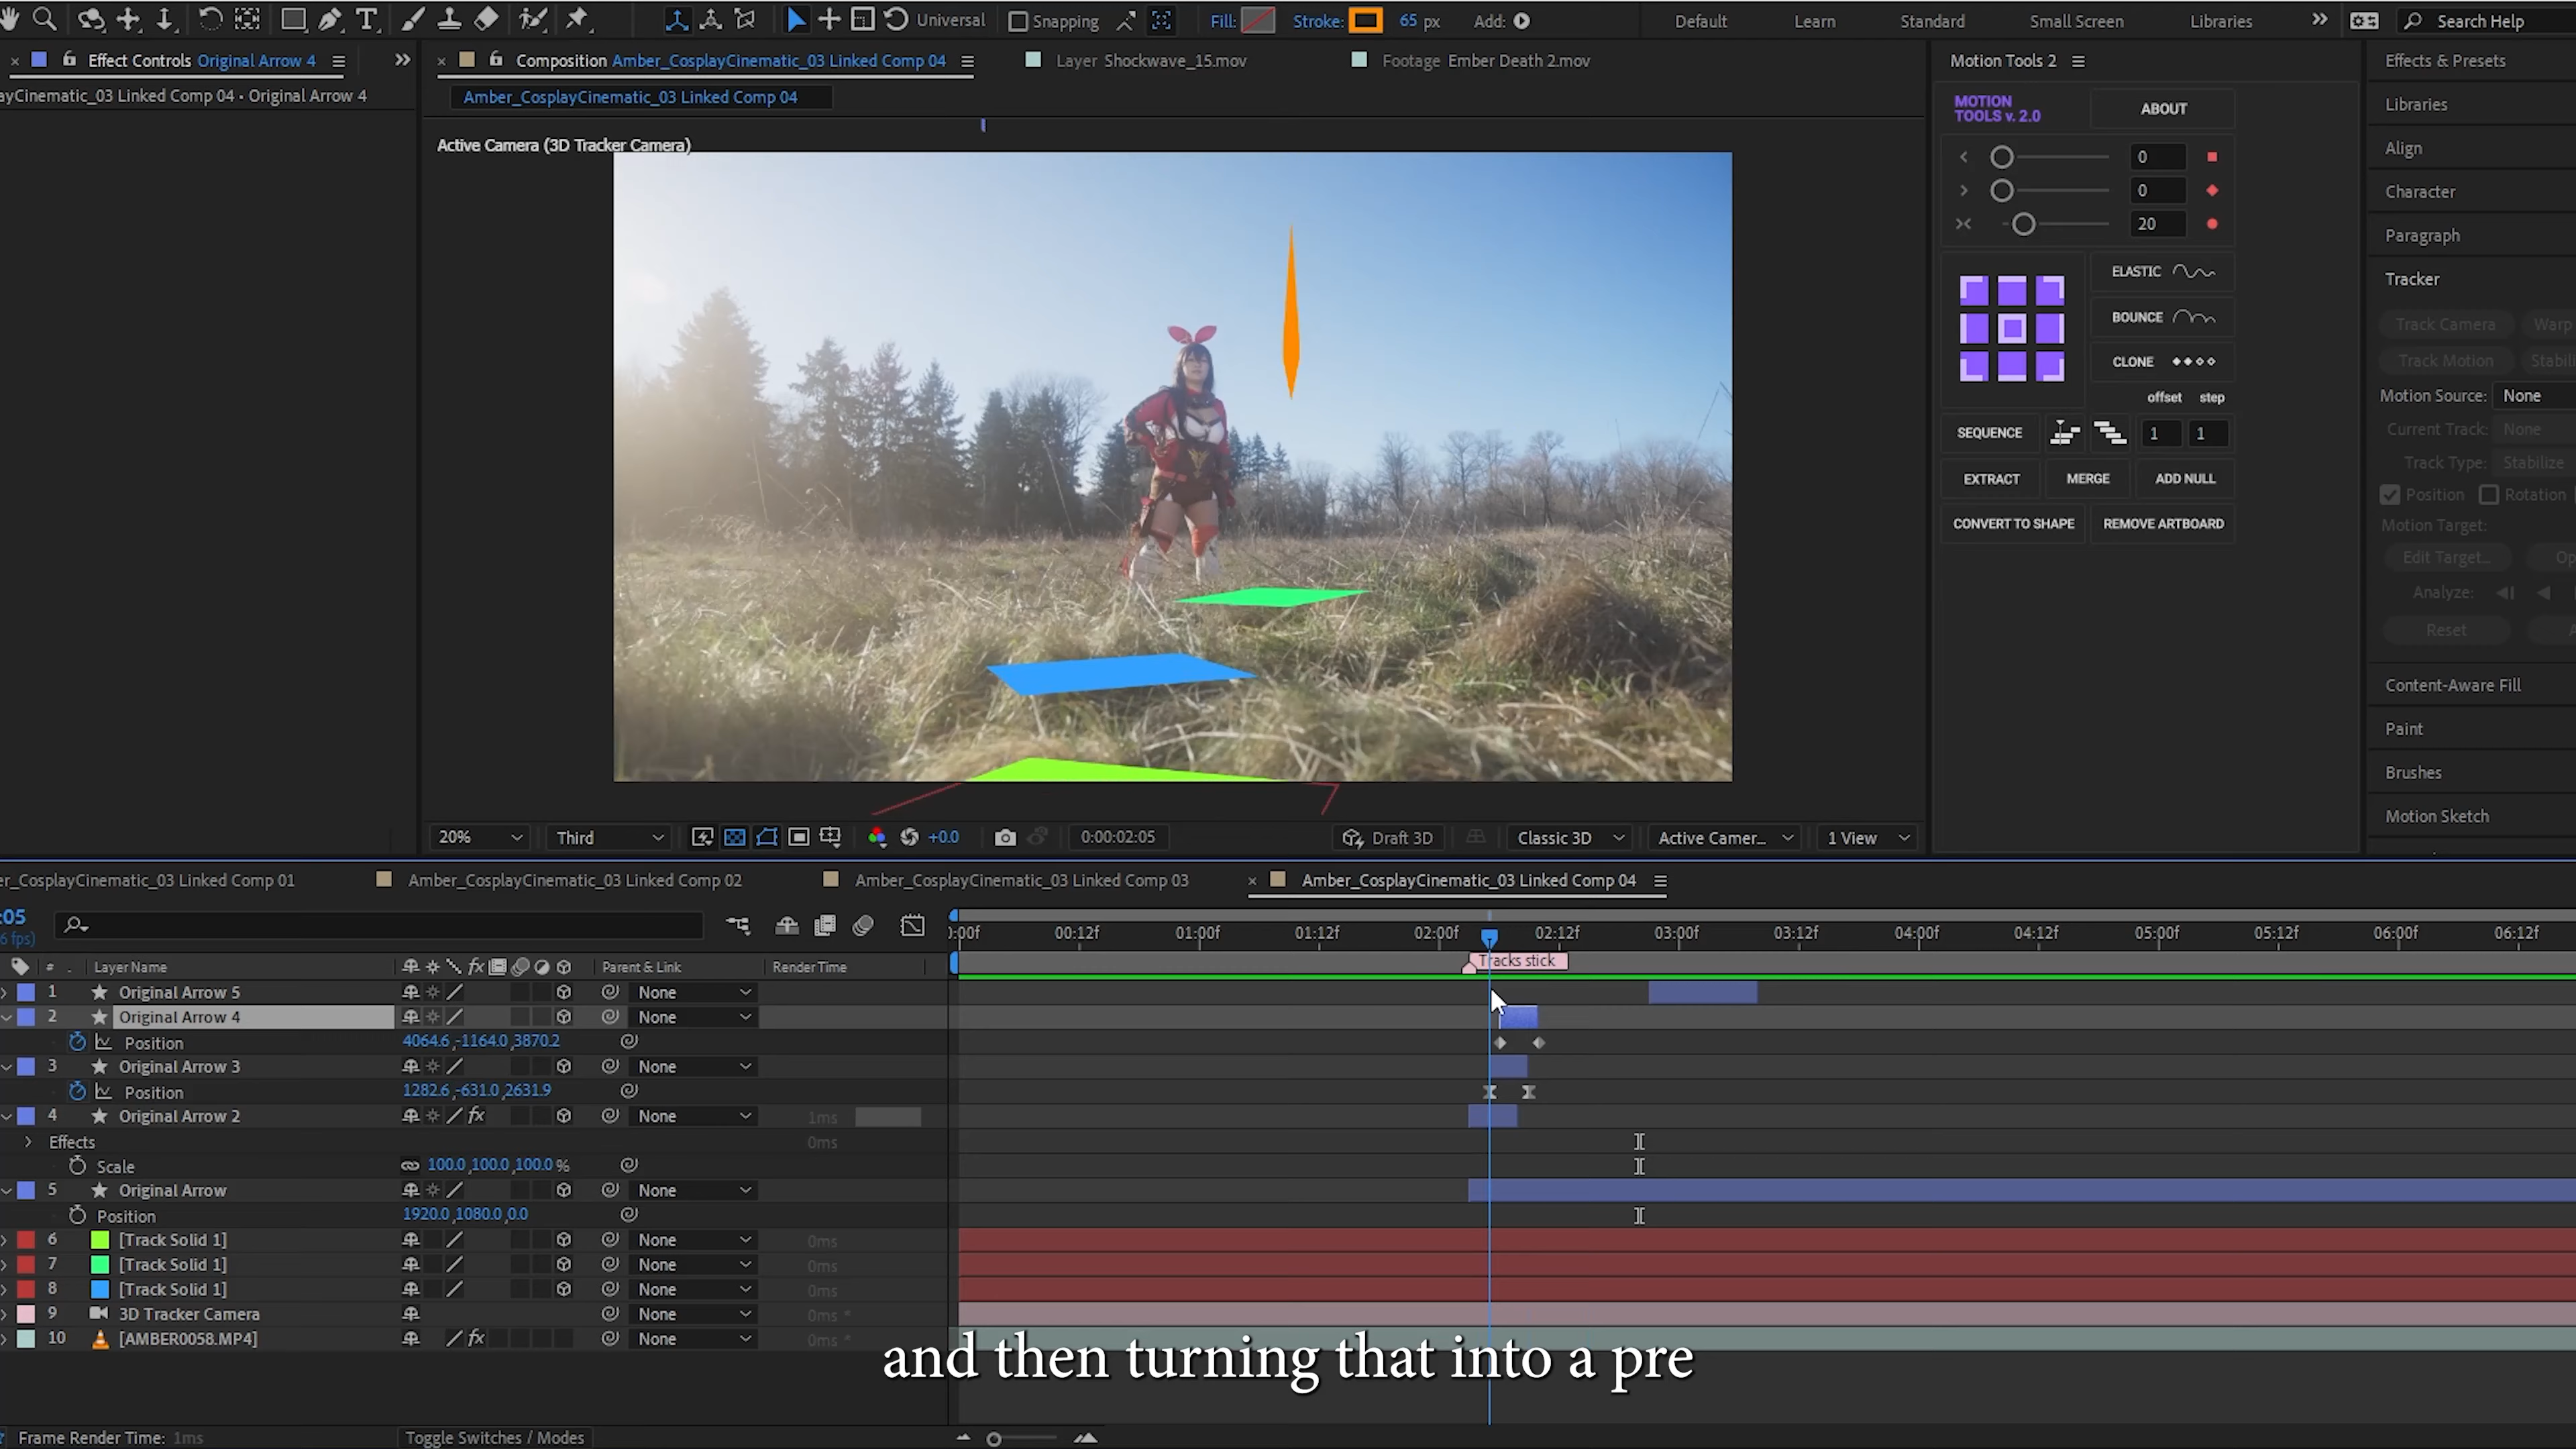 Universal
Snapping
Fill:
Stroke:
65 px
Add:
Default
Learn
Standard
Small Screen
Libraries
Search Help
Effect Controls Original Arrow 4
Composition Amber_CosplayCinematic_03 Linked Comp 04
Layer Shockwave_15.mov
Footage Ember Death 2.mov
Motion Tools 2
Effects & Presets
ayCinematic_03 Linked Comp 04 • Original Arrow 4
Amber_CosplayCinematic_03 Linked Comp 04
MOTION
TOOLS v. 2.0
ABOUT
Libraries
Active Camera (3D Tracker Camera)
0
Align
0
Character
20
Paragraph
ELASTIC
Tracker
BOUNCE
Track Camera
Warp
CLONE
Track Motion
Stabili
offset step
Motion Source: None
SEQUENCE
1
1
Current Track: None
Track Type: Stabilize
EXTRACT
MERGE
ADD NULL
Position
Rotation
CONVERT TO SHAPE
REMOVE ARTBOARD
Motion Target:
Edit Target...
Op
Analyze:
Reset
Content-Aware Fill
Paint
Brushes
Motion Sketch
20%
Third
+0.0
0:00:02:05
Draft 3D
Classic 3D
Active Camer...
1 View
er_CosplayCinematic_03 Linked Comp 01
Amber_CosplayCinematic_03 Linked Comp 02
Amber_CosplayCinematic_03 Linked Comp 03
Amber_CosplayCinematic_03 Linked Comp 04
:05
6 fps)
:00f
00:12f
01:00f
01:12f
02:00f
02:12f
03:00f
03:12f
04:00f
04:12f
05:00f
05:12f
06:00f
06:12f
# Layer Name
fx
Parent & Link
Render Time
Tracks stick
1 Original Arrow 5 None
2 Original Arrow 4 None
Position 4064.6,-1164.0,3870.2
3 Original Arrow 3 None
Position 1282.6,-631.0,2631.9
4 Original Arrow 2 fx None 1ms
Effects 0ms
Scale 100.0,100.0,100.0%
5 Original Arrow None
Position 1920.0,1080.0,0.0
6 [Track Solid 1] None 0ms
7 [Track Solid 1] None 0ms
8 [Track Solid 1] None 0ms
9 3D Tracker Camera None 0ms *
10 [AMBER0058.MP4] fx None 0ms *
and then turning that into a pre
Frame Render Time: 1ms
Toggle Switches / Modes